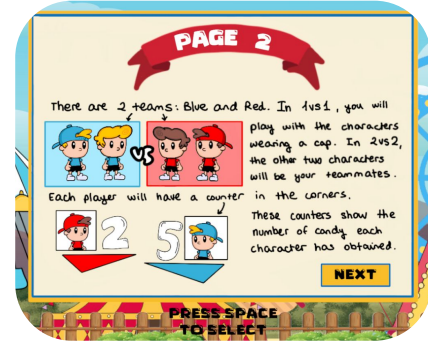 PAGE 2
There are 2 teams: Blue and Red. In 1vs1, you will
play with the characters
wearing a cap. In 2vs2,
the other two characters
will be your teammates.
VS
Each player will have a counter in the corners.
These counters show the
number of candy each
character has obtained.
2
5
NEXT
PRESS SPACE
TO SELECT